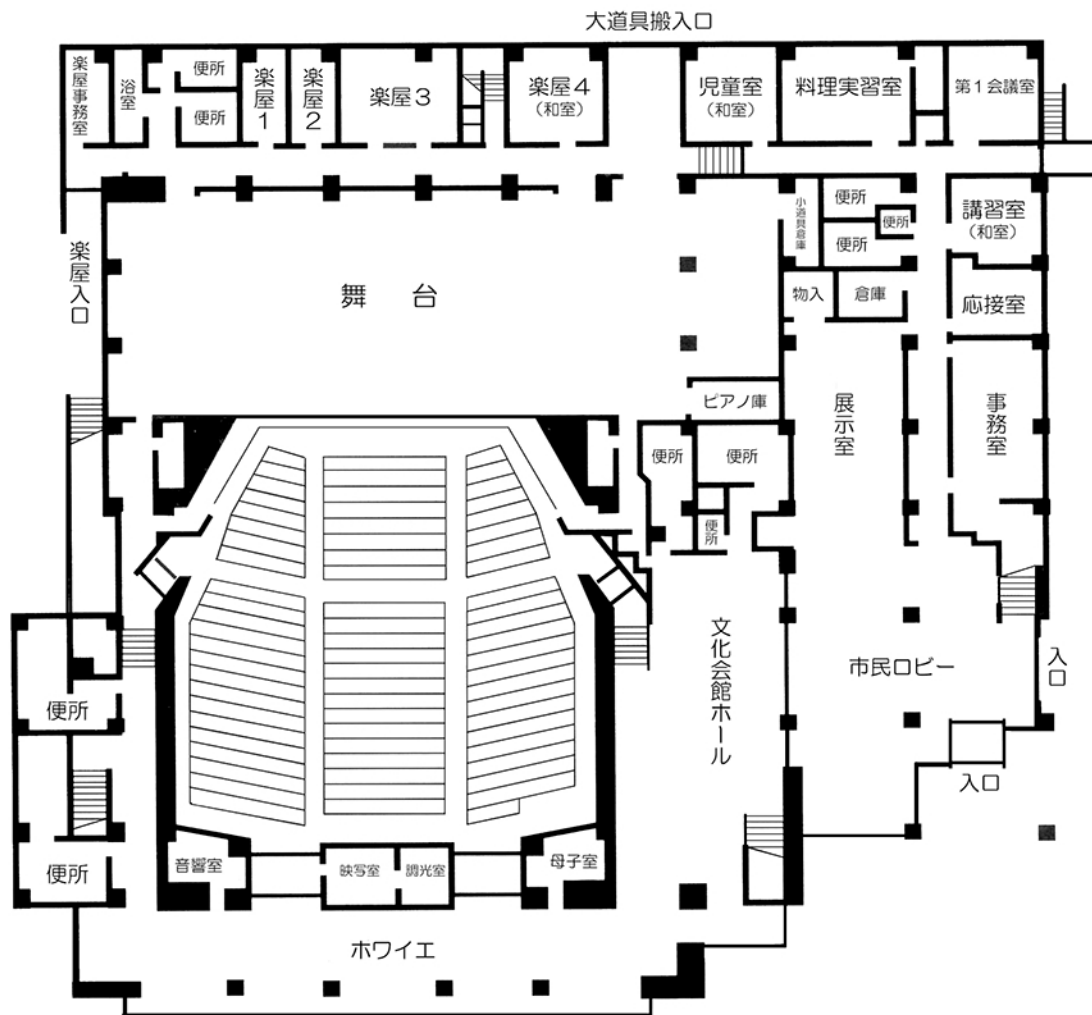 大道具搬入口
楽屋事務室
浴室
便所
便所
楽屋1
楽屋2
楽屋3
楽屋4
(和室)
児童室
(和室)
料理実習室
第1会議室
楽屋入口
舞 台
小道具倉庫
便所
便所
便所
講習室
(和室)
物入
倉庫
応接室
ピアノ庫
展示室
事務室
便所
便所
便所
文化会館ホール
市民ロビー
入口
入口
便所
便所
音響室
映写室
調光室
母子室
ホワイエ